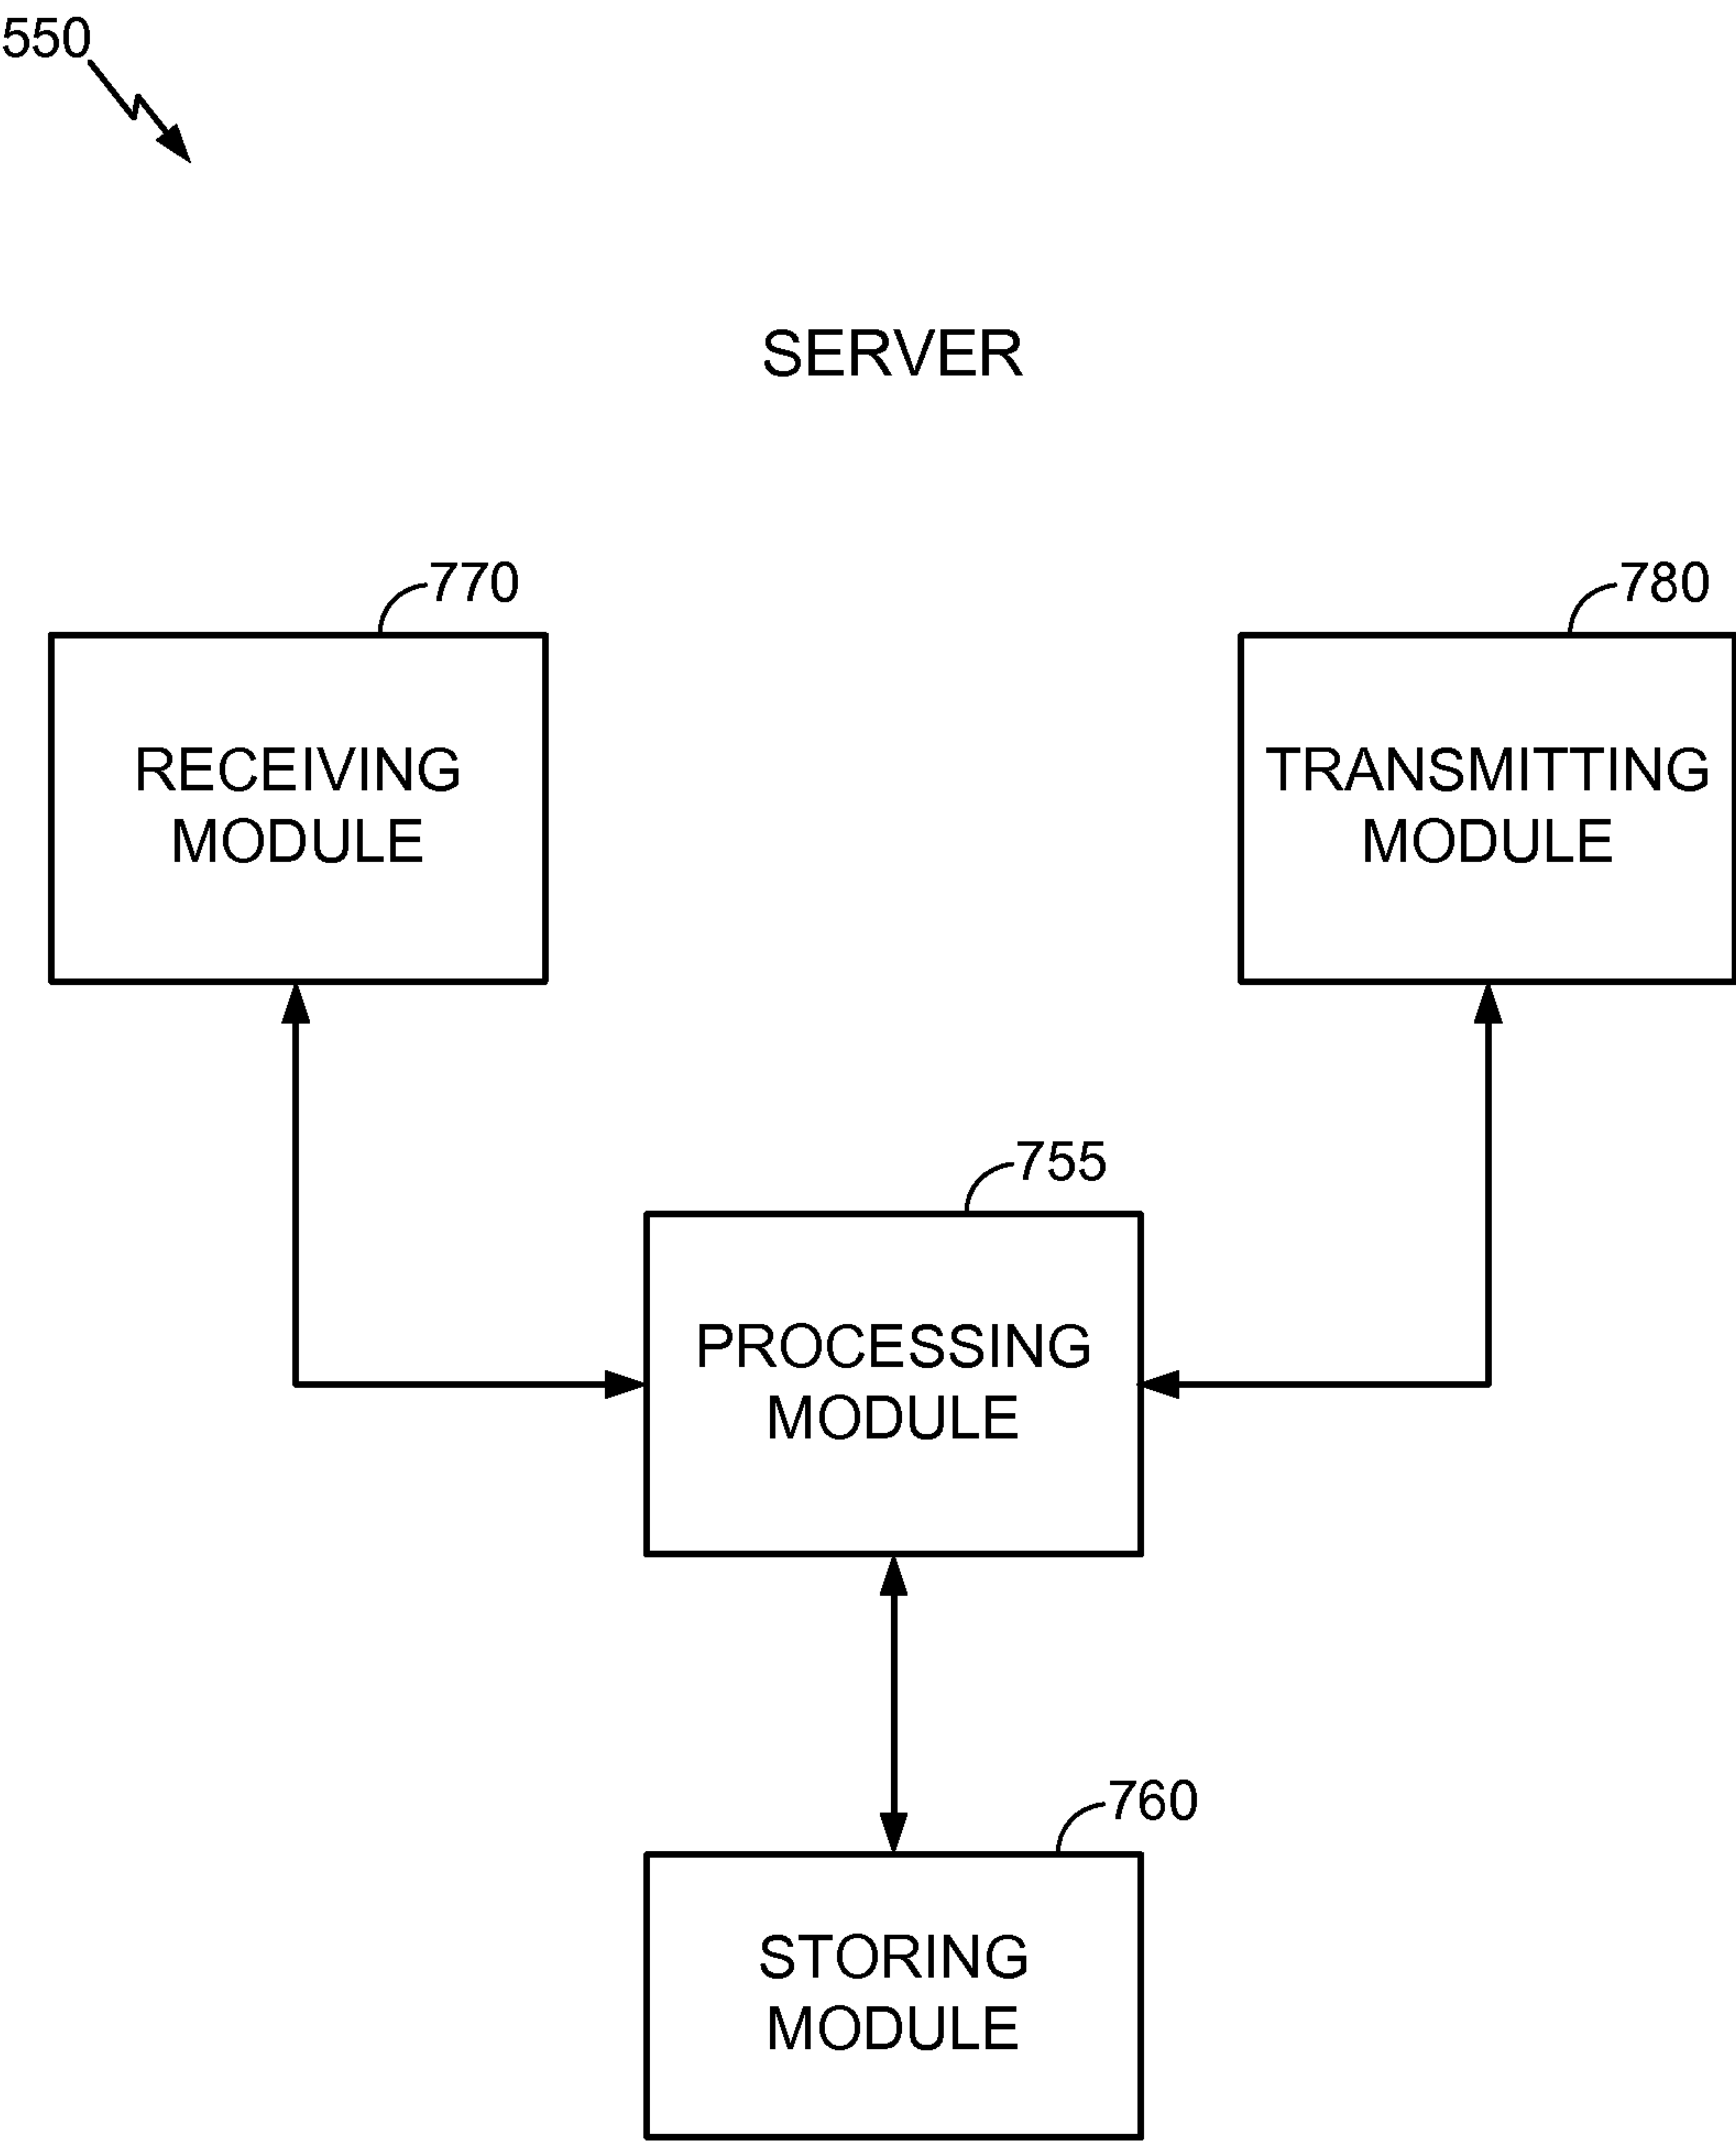 550
SERVER
770
780
RECEIVING
MODULE
TRANSMITTING
MODULE
755
PROCESSING
MODULE
760
STORING
MODULE